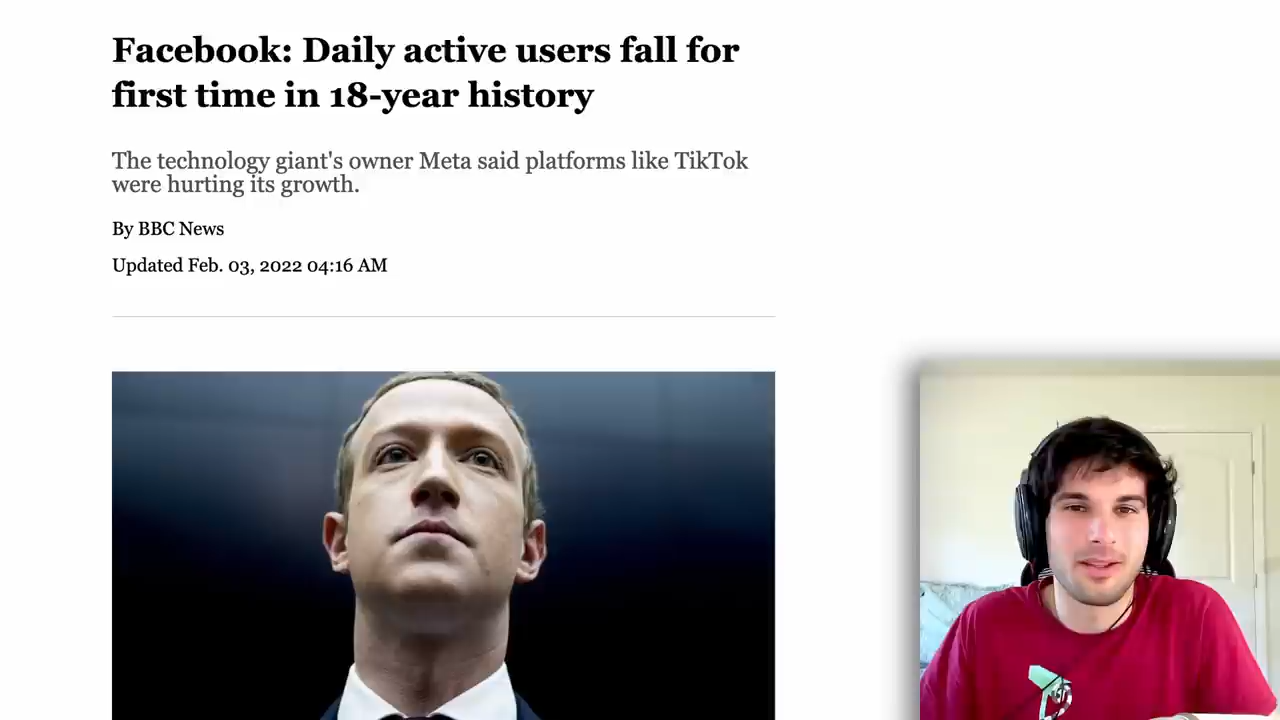 Facebook: Daily active users fall for
first time in 18-year history
The technology giant's owner Meta said platforms like TikTok
were hurting its growth.
By BBC News
Updated Feb. 03, 2022 04:16 AM